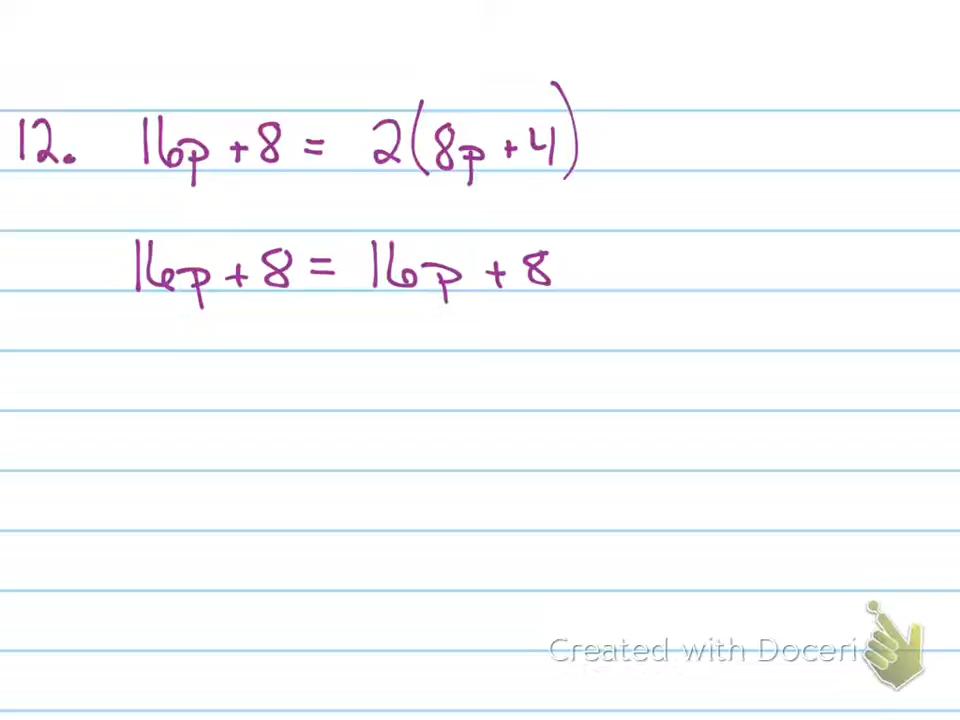 12. 16p + 8 = 2(8p + 4)
16p + 8 = 16p + 8
Created with Doceri